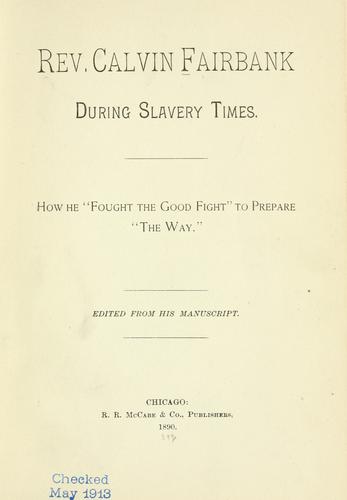 REV. CALVIN FAIRBANK
DURING SLAVERY TIMES.
HOW HE "FOUGHT THE GOOD FIGHT" TO PREPARE
"THE WAY."
EDITED FROM HIS MANUSCRIPT.
CHICAGO:
R. R. McCABE & CO., PUBLISHERS,
1890.
Checked
May 1913